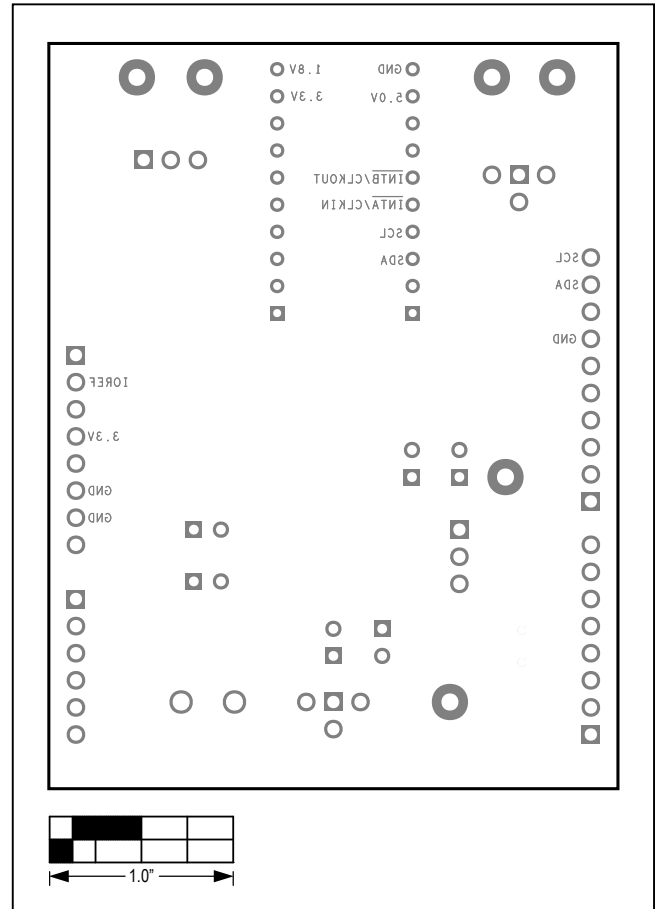 1.8V GND
3.3V 5.0V
INTB/CLKOUT
INTA/CLKIN
SCL
SDA
SCL
SDA
GND
IOREF
3.3V
GND
GND
1.0”